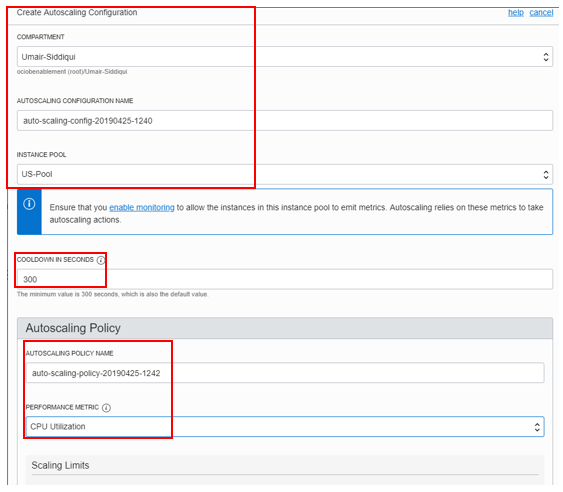 Create Autoscaling Configuration
help cancel
COMPARTMENT
Umair-Siddiqui
ociobenablement (root)/Umair-Siddiqui
AUTOSCALING CONFIGURATION NAME
auto-scaling-config-20190425-1240
INSTANCE POOL
US-Pool
Ensure that you enable monitoring to allow the instances in this instance pool to emit metrics. Autoscaling relies on these metrics to take
autoscaling actions.
COOLDOWN IN SECONDS
300
The minimum value is 300 seconds, which is also the default value.
Autoscaling Policy
AUTOSCALING POLICY NAME
auto-scaling-policy-20190425-1242
PERFORMANCE METRIC
CPU Utilization
Scaling Limits